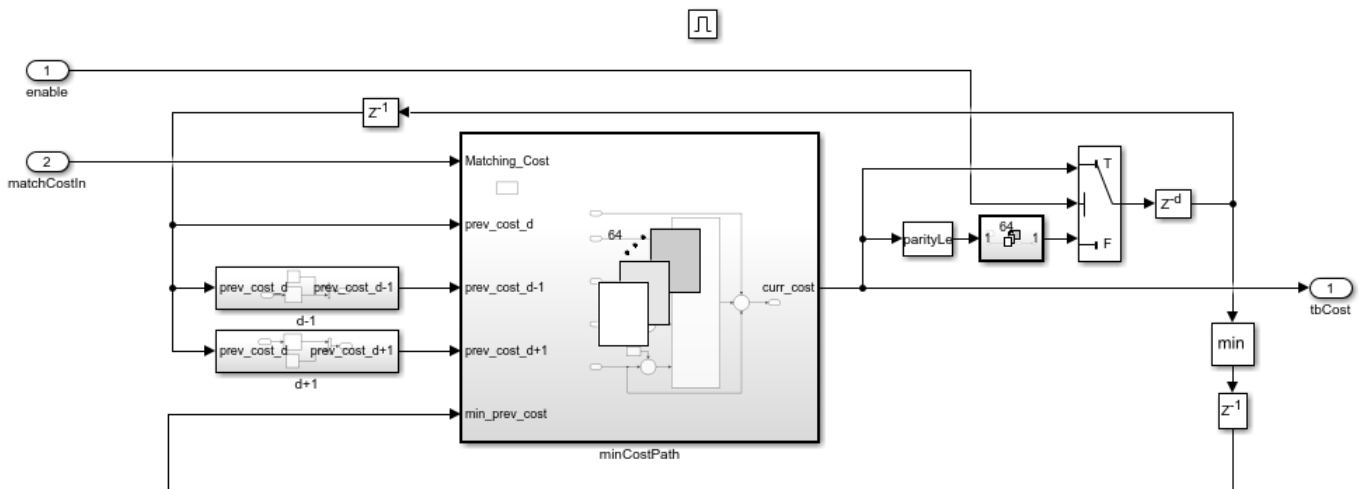 1
enable
Z-1
2
matchCostIn
Matching_Cost
T
prev_cost_d
64
Z-d
64
parityLe
1
1
F
prev_cost_d
prev_cost_d-1
prev_cost_d-1
curr_cost
1
d-1
tbCost
prev_cost_d
prev_cost_d+1
prev_cost_d+1
min
d+1
min_prev_cost
Z-1
minCostPath